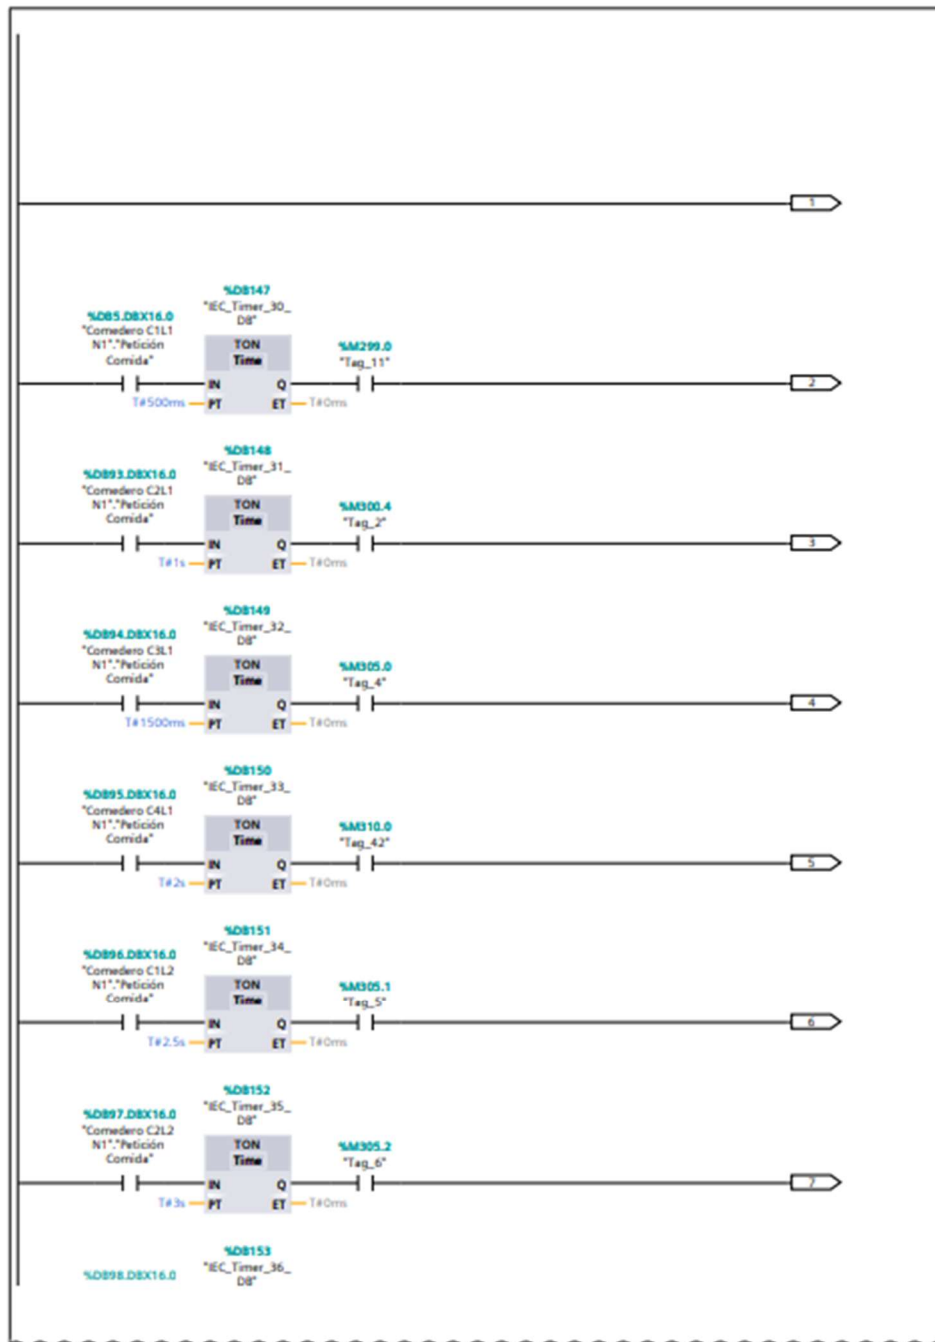 1
%DB147
"IEC_Timer_30_
DB"
%DB5.DBX16.0
"Comedero C1L1
N1"."Petición
Comida"
TON
Time
%M299.0
"Tag_11"
IN
Q
2
T#500ms
PT
ET
T#0ms
%DB148
"IEC_Timer_31_
DB"
%DB93.DBX16.0
"Comedero C2L1
N1"."Petición
Comida"
TON
Time
%M300.4
"Tag_2"
IN
Q
3
T#1s
PT
ET
T#0ms
%DB149
"IEC_Timer_32_
DB"
%DB94.DBX16.0
"Comedero C3L1
N1"."Petición
Comida"
TON
Time
%M305.0
"Tag_4"
IN
Q
4
T#1500ms
PT
ET
T#0ms
%DB150
"IEC_Timer_33_
DB"
%DB95.DBX16.0
"Comedero C4L1
N1"."Petición
Comida"
TON
Time
%M310.0
"Tag_42"
IN
Q
5
T#2s
PT
ET
T#0ms
%DB151
"IEC_Timer_34_
DB"
%DB96.DBX16.0
"Comedero C1L2
N1"."Petición
Comida"
TON
Time
%M305.1
"Tag_5"
IN
Q
6
T#2.5s
PT
ET
T#0ms
%DB152
"IEC_Timer_35_
DB"
%DB97.DBX16.0
"Comedero C2L2
N1"."Petición
Comida"
TON
Time
%M305.2
"Tag_6"
IN
Q
7
T#3s
PT
ET
T#0ms
%DB153
"IEC_Timer_36_
DB"
%DB98.DBX16.0